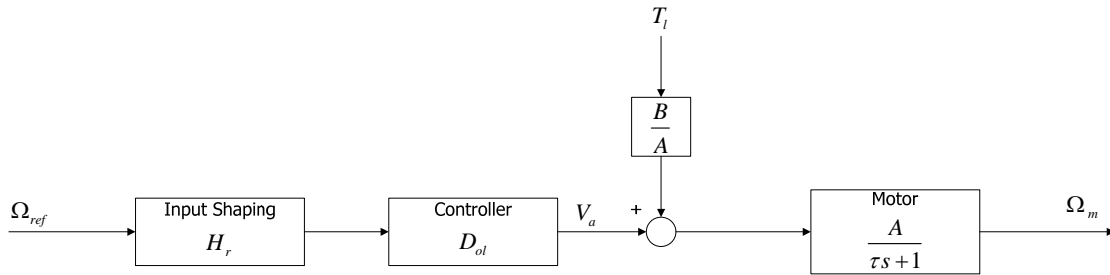 T_l
B
A
Input Shaping
Controller
Motor
Ω_ref
H_r
D_ol
V_a
+
A
τs+1
Ω_m